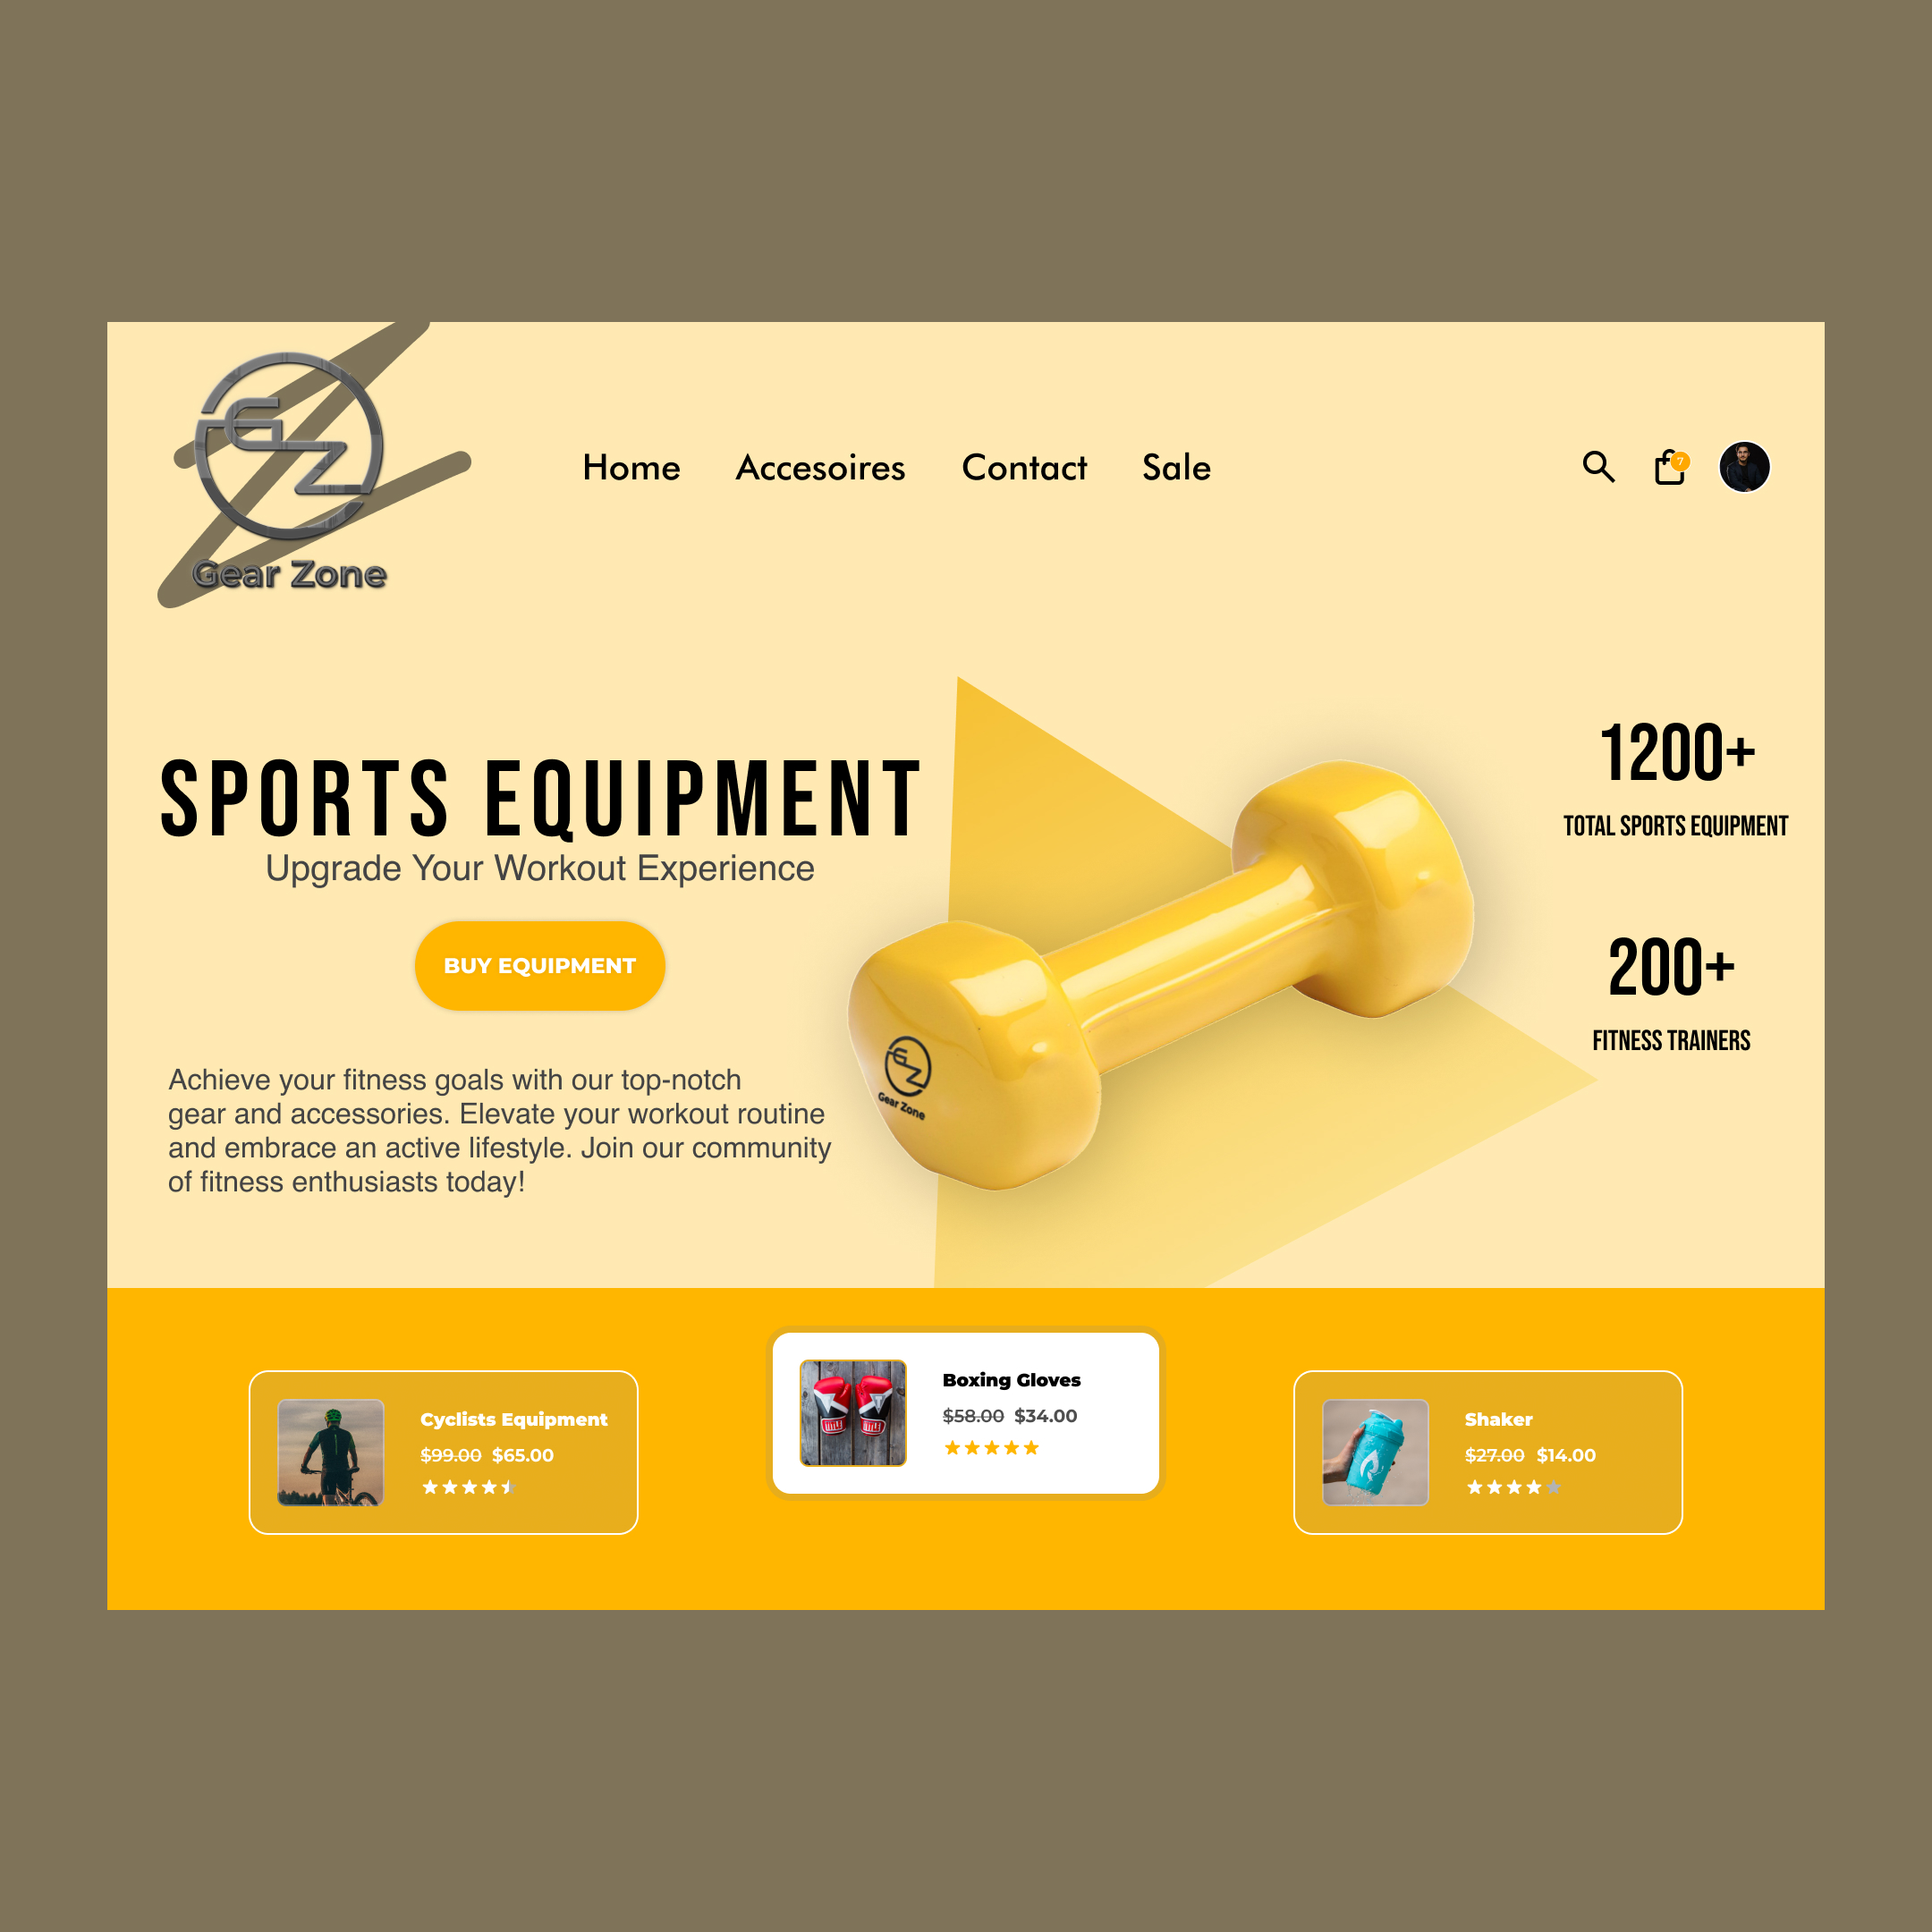 Gear Zone
Home Accesoires Contact Sale
7
SPORTS EQUIPMENT
Upgrade Your Workout Experience
BUY EQUIPMENT
Achieve your fitness goals with our top-notch
gear and accessories. Elevate your workout routine
and embrace an active lifestyle. Join our community
of fitness enthusiasts today!
Gear Zone
1200+
TOTAL SPORTS EQUIPMENT
200+
FITNESS TRAINERS
Cyclists Equipment
$99.00 $65.00
Boxing Gloves
$58.00 $34.00
Shaker
$27.00 $14.00